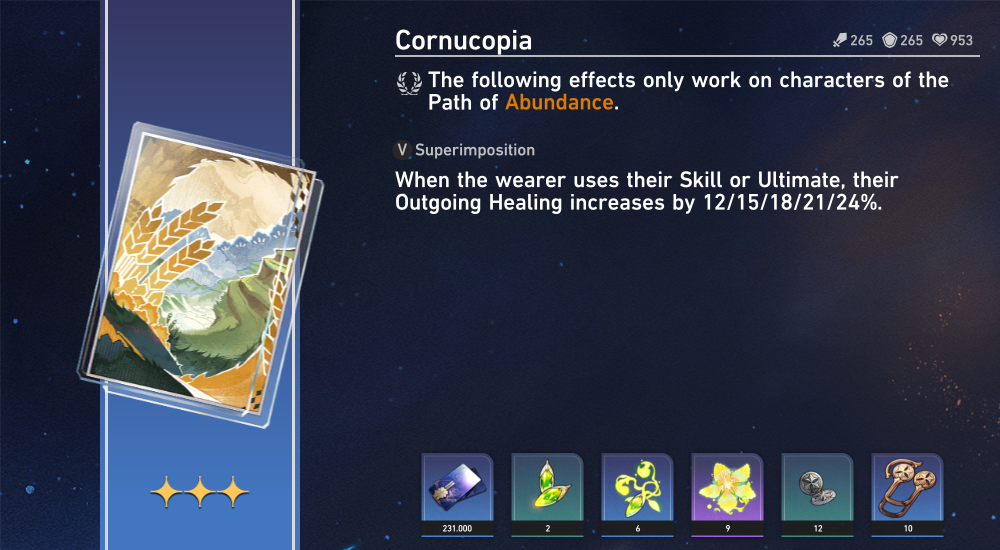 Cornucopia
265 265 953
The following effects only work on characters of the
Path of Abundance.
V Superimposition
When the wearer uses their Skill or Ultimate, their
Outgoing Healing increases by 12/15/18/21/24%.
231.000 2 6 9 12 10